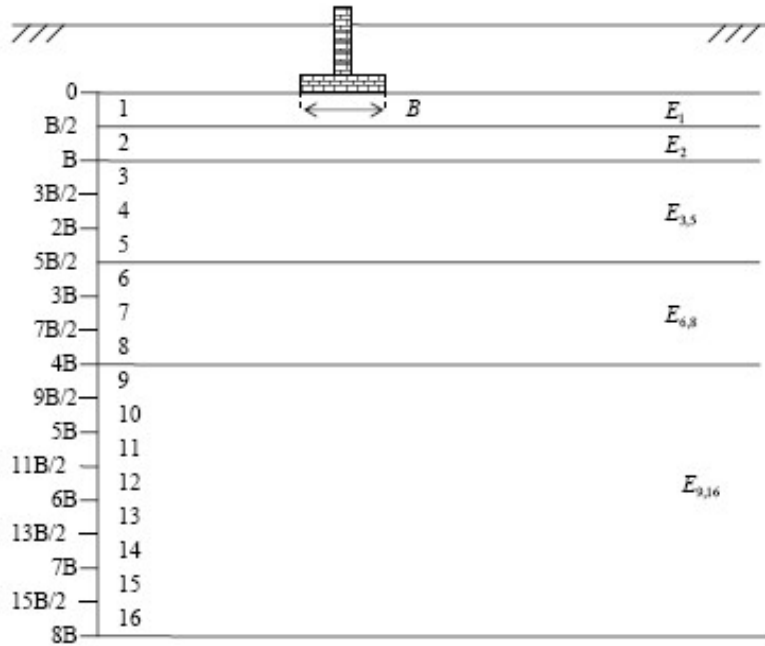 0
1 B E₁
B/2
2 E₂
B
3
3B/2
4 E₃,₅
2B
5
5B/2
6
3B
7 E₆,₈
7B/2
8
4B
9
9B/2
10
5B
11
11B/2
12 E₉,₁₆
6B
13
13B/2
14
7B
15
15B/2
16
8B